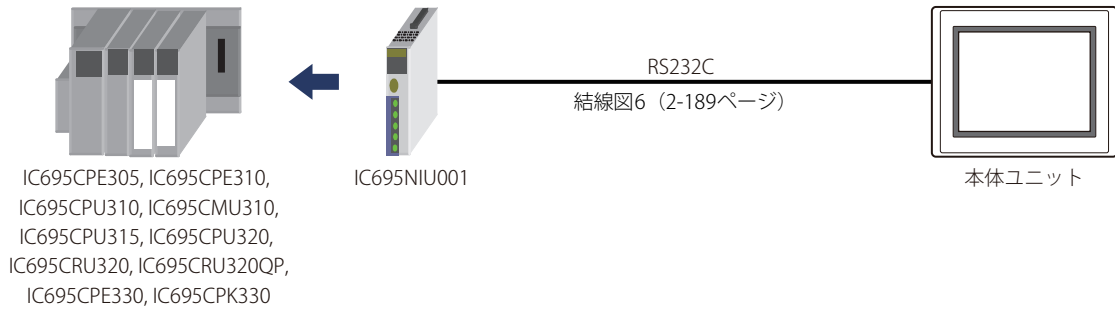 RS232C
結線図6（2-189ページ）
IC695CPE305, IC695CPE310,
IC695CPU310, IC695CMU310,
IC695CPU315, IC695CPU320,
IC695CRU320, IC695CRU320QP,
IC695CPE330, IC695CPK330
IC695NIU001
本体ユニット